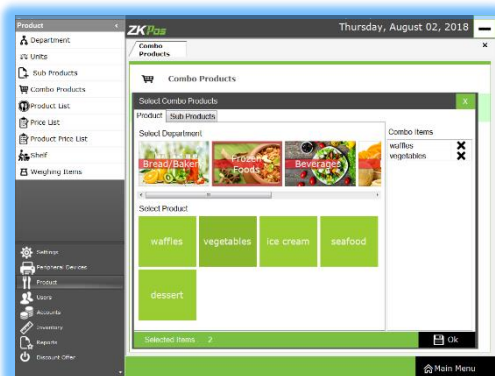 Product
Department
Units
Sub Products
Combo Products
Product List
Price List
Product Price List
Shelf
Weighing Items
Settings
Peripheral Devices
Product
Users
Accounts
Inventory
Reports
Discount Offer
ZKPos
Thursday, August 02, 2018
Combo
Products
x
Combo Products
Select Combo Products
X
Product
Sub Products
Select Department
Bread/Baker
Frozen
Foods
Beverages
Select Product
waffles
vegetables
ice cream
seafood
dessert
Combo Items
waffles
vegetables
Selected Items 2
Ok
Main Menu